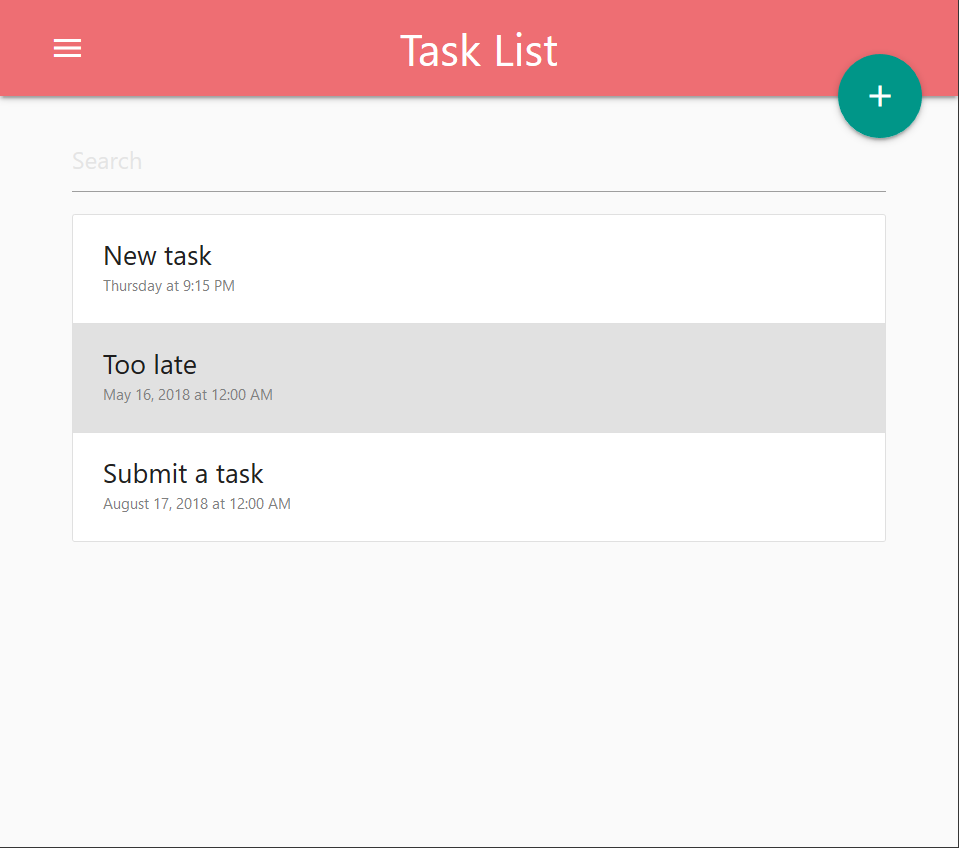 Task List
Search
New task
Thursday at 9:15 PM
Too late
May 16, 2018 at 12:00 AM
Submit a task
August 17, 2018 at 12:00 AM